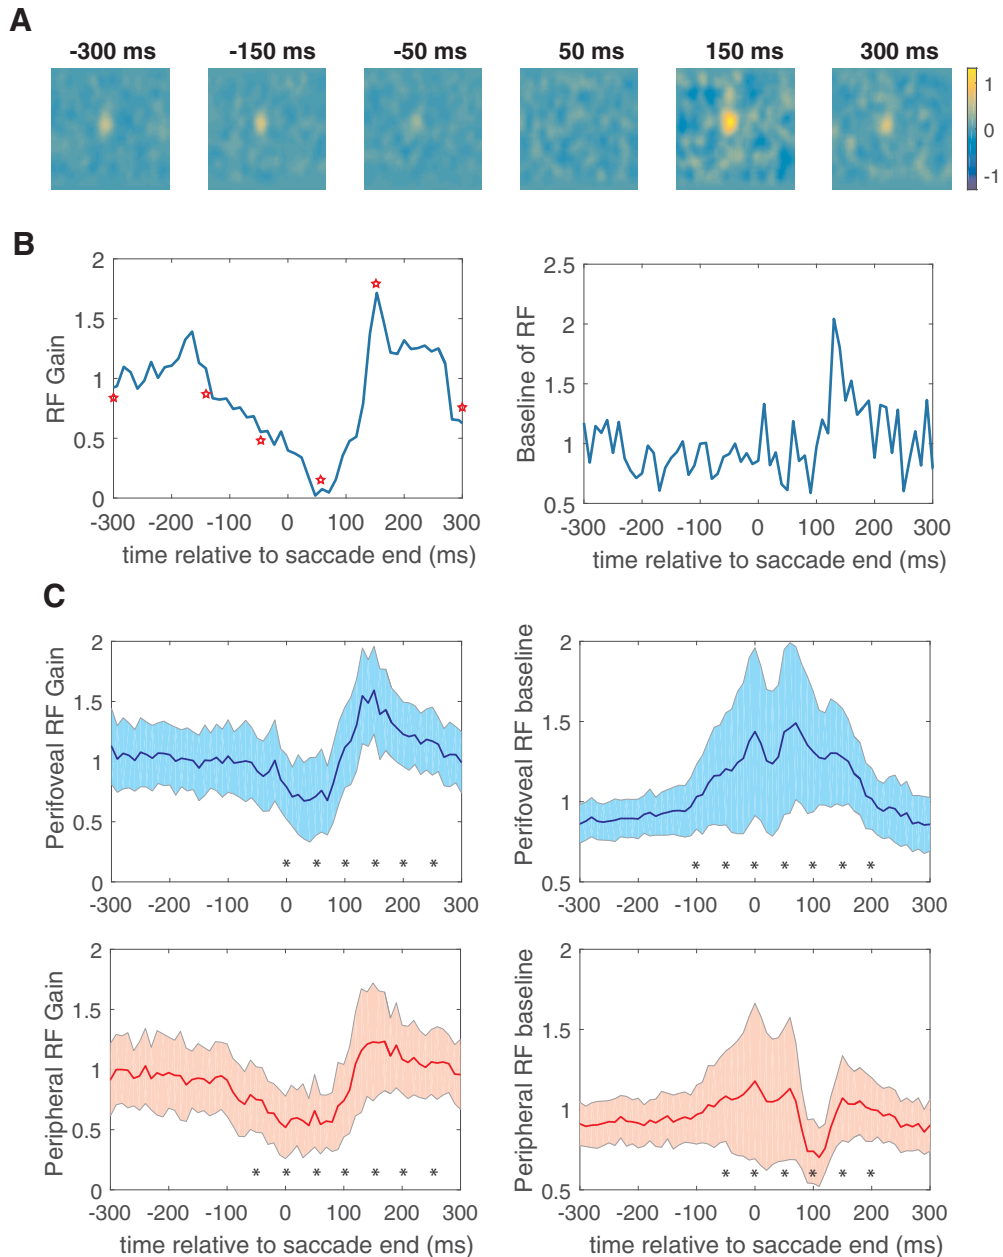 A
-300 ms -150 ms -50 ms 50 ms 150 ms 300 ms
1
0
-1
B
2
1.5
1
0.5
0
RF Gain
-300 -200 -100 0 100 200 300
time relative to saccade end (ms)
2.5
2
1.5
1
0.5
Baseline of RF
-300 -200 -100 0 100 200 300
time relative to saccade end (ms)
C
2
1.5
1
0.5
0
Perifoveal RF Gain
* * * * * *
-300 -200 -100 0 100 200 300
2
1.5
1
0.5
Perifoveal RF baseline
* * * * * * *
-300 -200 -100 0 100 200 300
2
1.5
1
0.5
0
Peripheral RF Gain
* * * * * * *
-300 -200 -100 0 100 200 300
time relative to saccade end (ms)
2
1.5
1
0.5
Peripheral RF baseline
* * * * * *
-300 -200 -100 0 100 200 300
time relative to saccade end (ms)